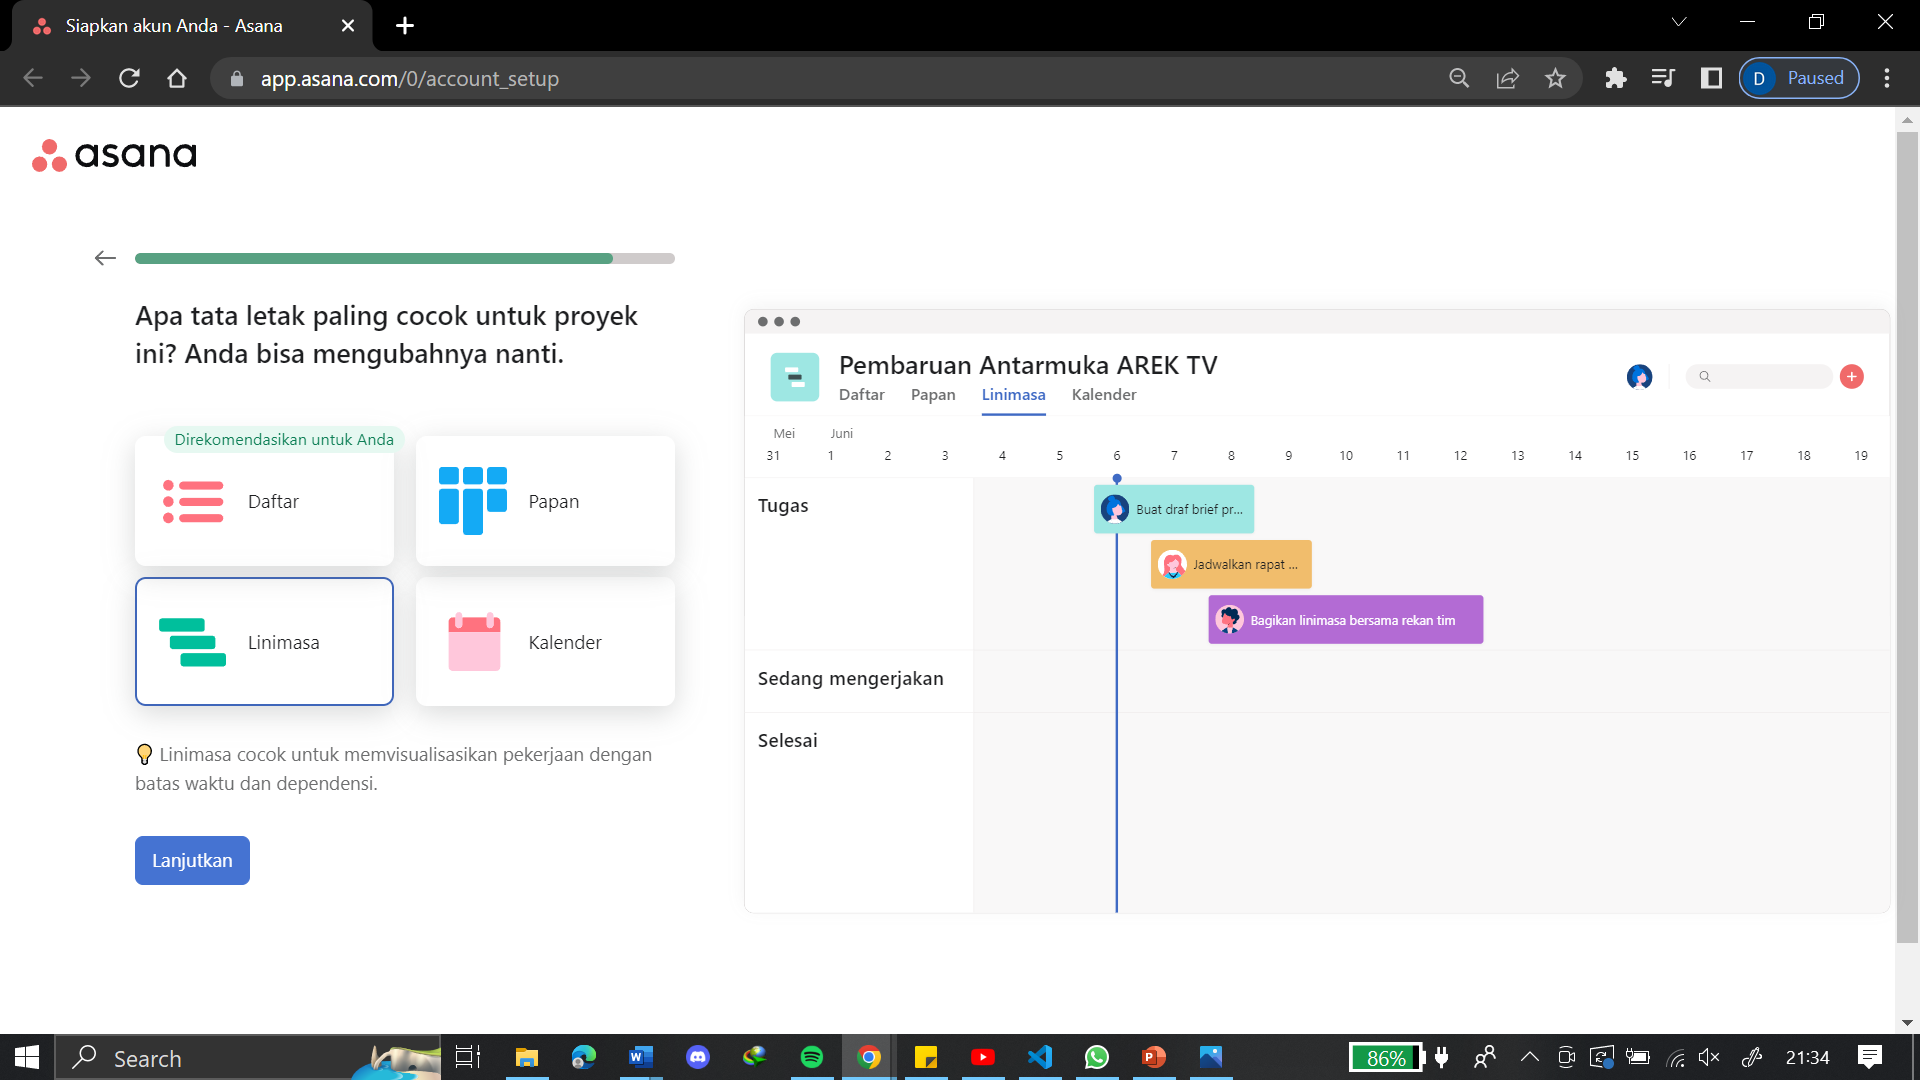 Siapkan akun Anda - Asana
app.asana.com/0/account_setup
D Paused
asana
Apa tata letak paling cocok untuk proyek
ini? Anda bisa mengubahnya nanti.
Direkomendasikan untuk Anda
Daftar
Papan
Linimasa
Kalender
Linimasa cocok untuk memvisualisasikan pekerjaan dengan
batas waktu dan dependensi.
Lanjutkan
Pembaruan Antarmuka AREK TV
Daftar Papan Linimasa Kalender
Mei Juni
31 1 2 3 4 5 6 7 8 9 10 11 12 13 14 15 16 17 18 19
Tugas
Buat draf brief pr...
Jadwalkan rapat ...
Bagikan linimasa bersama rekan tim
Sedang mengerjakan
Selesai
Search
86%
21:34